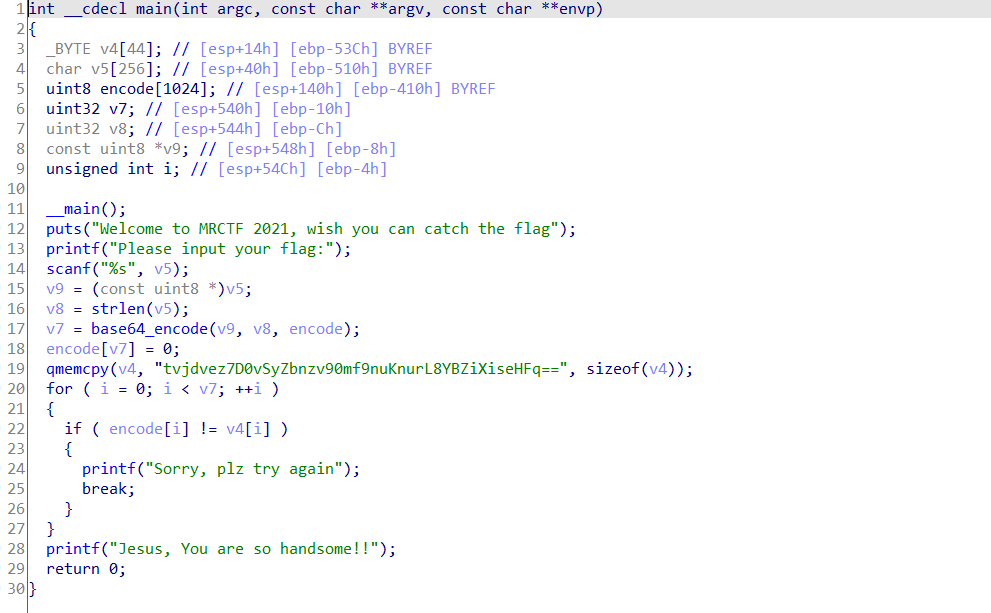 1 int __cdecl main(int argc, const char **argv, const char **envp)
2 {
3   _BYTE v4[44]; // [esp+14h] [ebp-53Ch] BYREF
4   char v5[256]; // [esp+40h] [ebp-510h] BYREF
5   uint8 encode[1024]; // [esp+140h] [ebp-410h] BYREF
6   uint32 v7; // [esp+540h] [ebp-10h]
7   uint32 v8; // [esp+544h] [ebp-Ch]
8   const uint8 *v9; // [esp+548h] [ebp-8h]
9   unsigned int i; // [esp+54Ch] [ebp-4h]
10
11   __main();
12   puts("Welcome to MRCTF 2021, wish you can catch the flag");
13   printf("Please input your flag:");
14   scanf("%s", v5);
15   v9 = (const uint8 *)v5;
16   v8 = strlen(v5);
17   v7 = base64_encode(v9, v8, encode);
18   encode[v7] = 0;
19   qmemcpy(v4, "tvjdvez7D0vSyZbnzv90mf9nuKnurL8YBZiXiseHFq==", sizeof(v4));
20   for ( i = 0; i < v7; ++i )
21   {
22     if ( encode[i] != v4[i] )
23     {
24       printf("Sorry, plz try again");
25       break;
26     }
27   }
28   printf("Jesus, You are so handsome!!");
29   return 0;
30 }